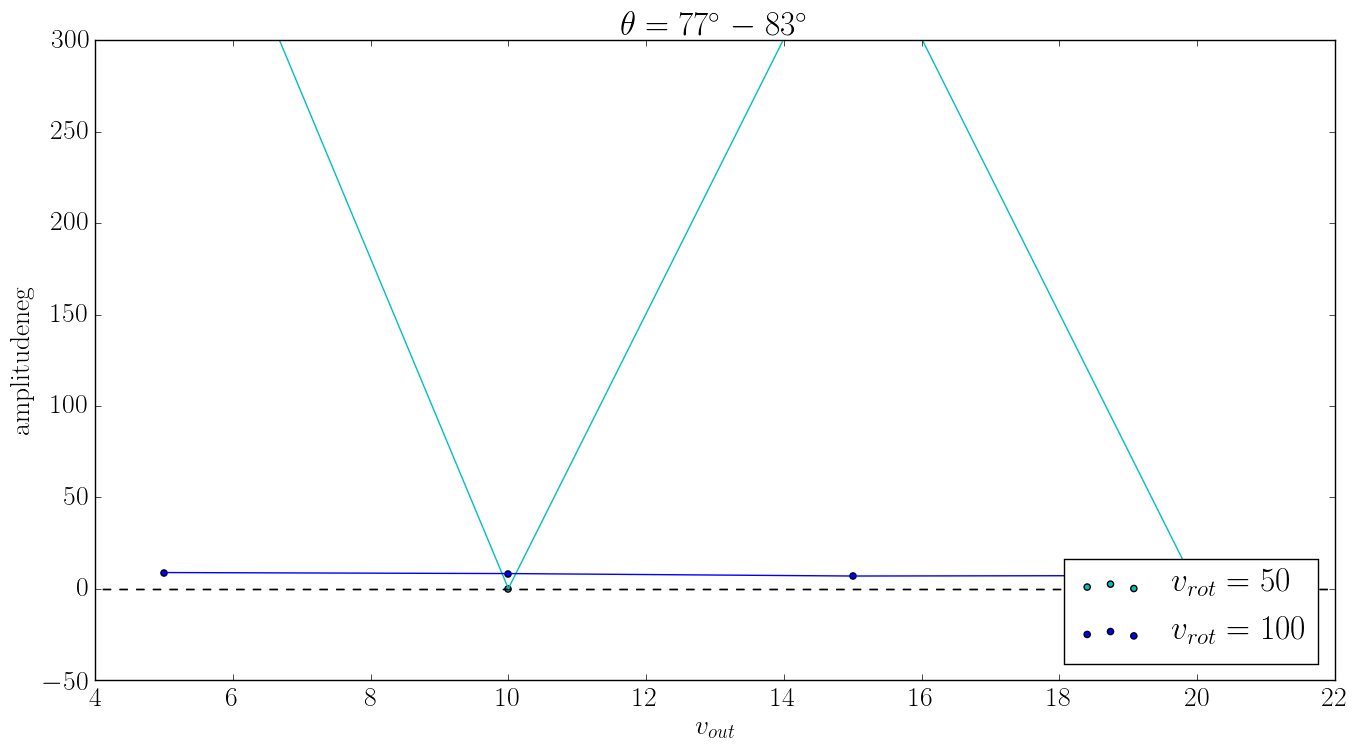 θ = 77° − 83°
300
250
200
150
100
50
0
−50
amplitudeneg
4 6 8 10 12 14 16 18 20 22
v_out
v_rot = 50
v_rot = 100